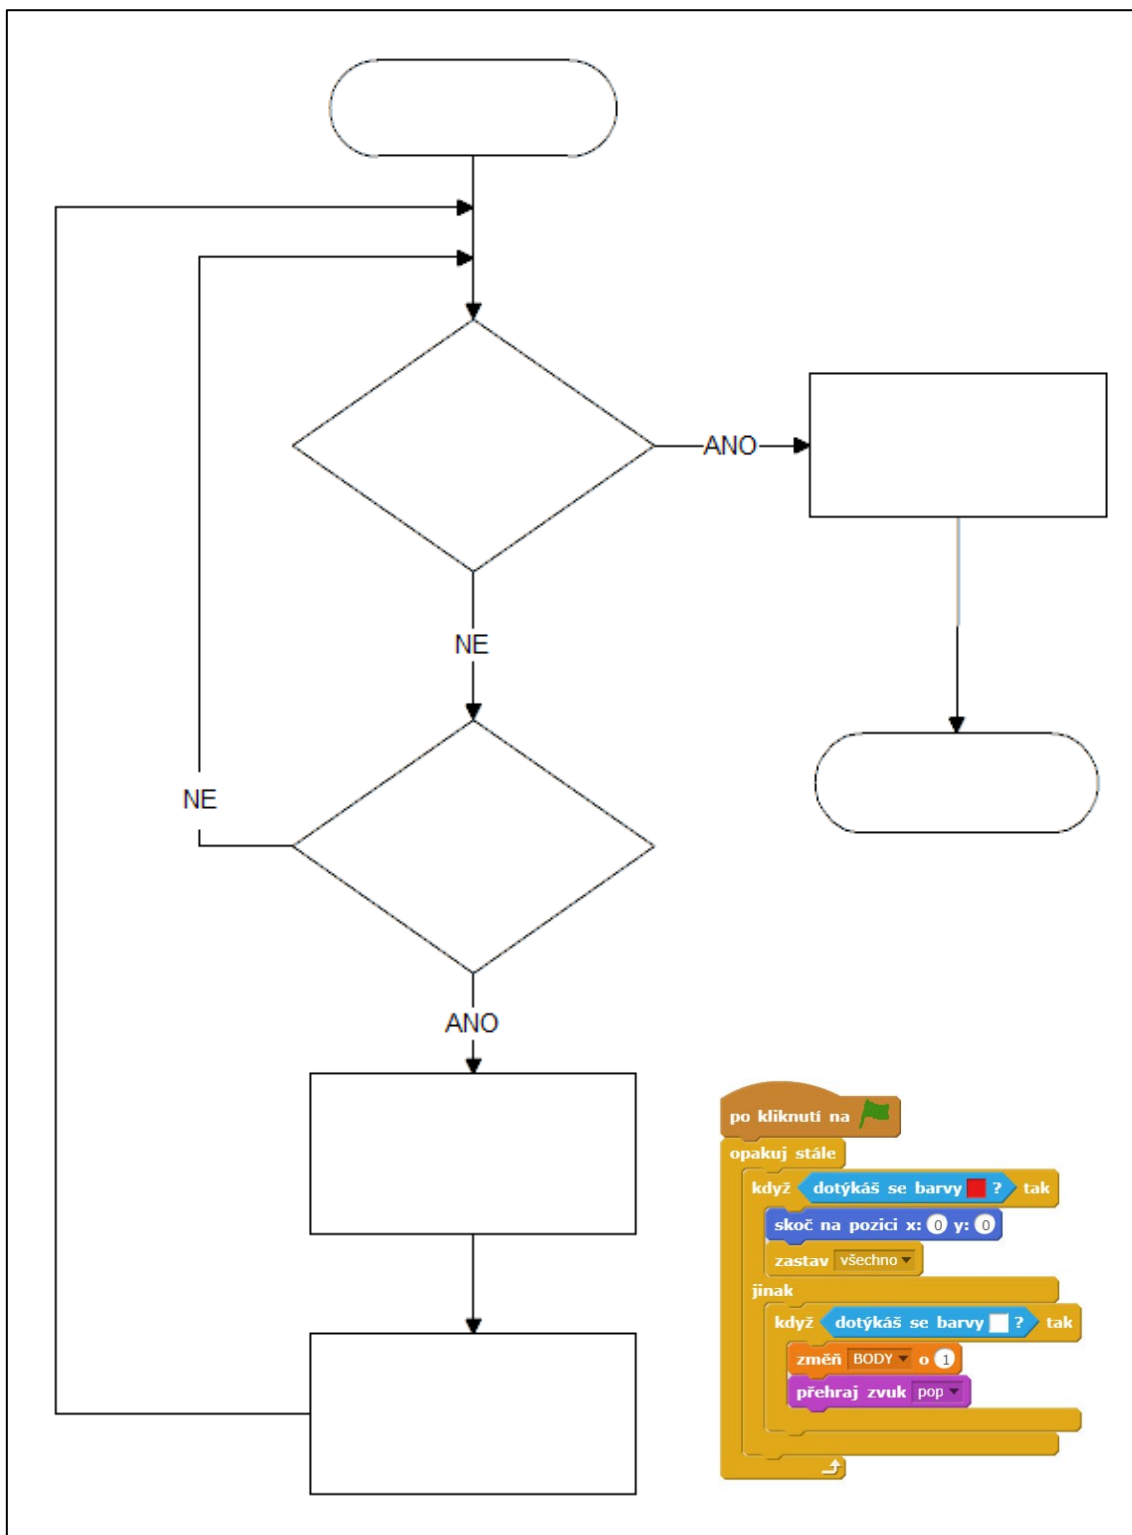 ANO
NE
NE
ANO
po kliknutí na
opakuj stále
když dotýkáš se barvy ? tak
skoč na pozici x: 0 y: 0
zastav všechno
jinak
když dotýkáš se barvy ? tak
změň BODY o 1
přehraj zvuk pop